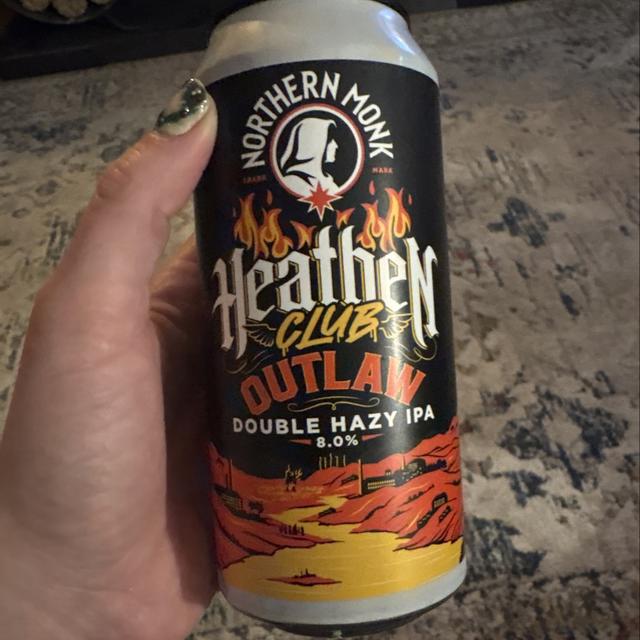 NORTHERN MONK
TRADE MARK
HEATHEN
CLUB
OUTLAW
DOUBLE HAZY IPA
8.0%